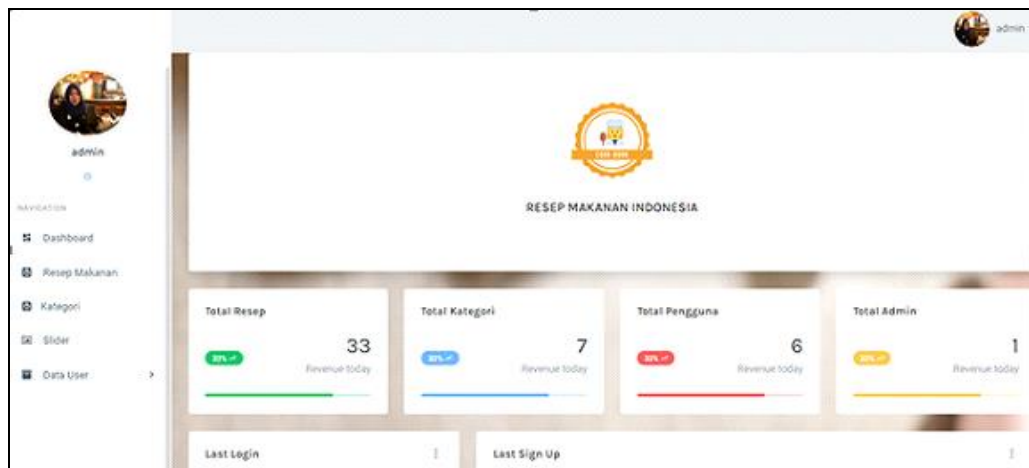 admin
admin
NAVIGATION
Dashboard
Resep Makanan
Kategori
Slider
Data User
RESEP MAKANAN INDONESIA
Total Resep
33
Revenue today
Total Kategori
7
Revenue today
Total Pengguna
6
Revenue today
Total Admin
1
Revenue today
Last Login
Last Sign Up